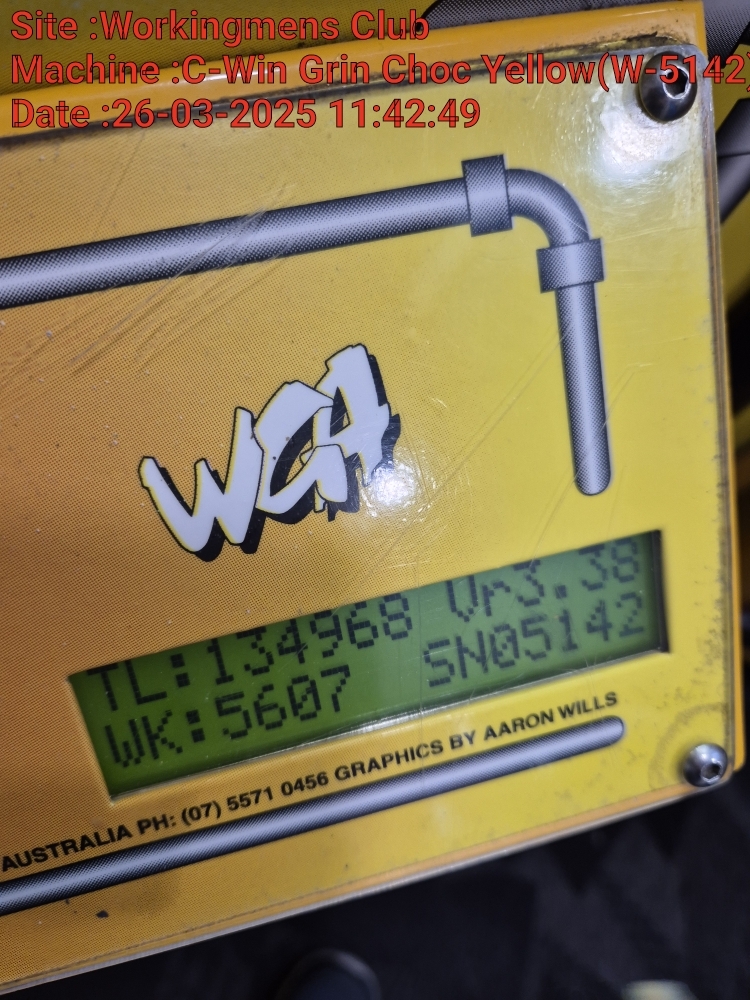 Site :Workingmens Club
Machine :C-Win Grin Choc Yellow(W-5142)
Date :26-03-2025 11:42:49
WGA
TL:134968 Vr3.38
WK:5607 SN05142
AUSTRALIA PH: (07) 5571 0456 GRAPHICS BY AARON WILLS